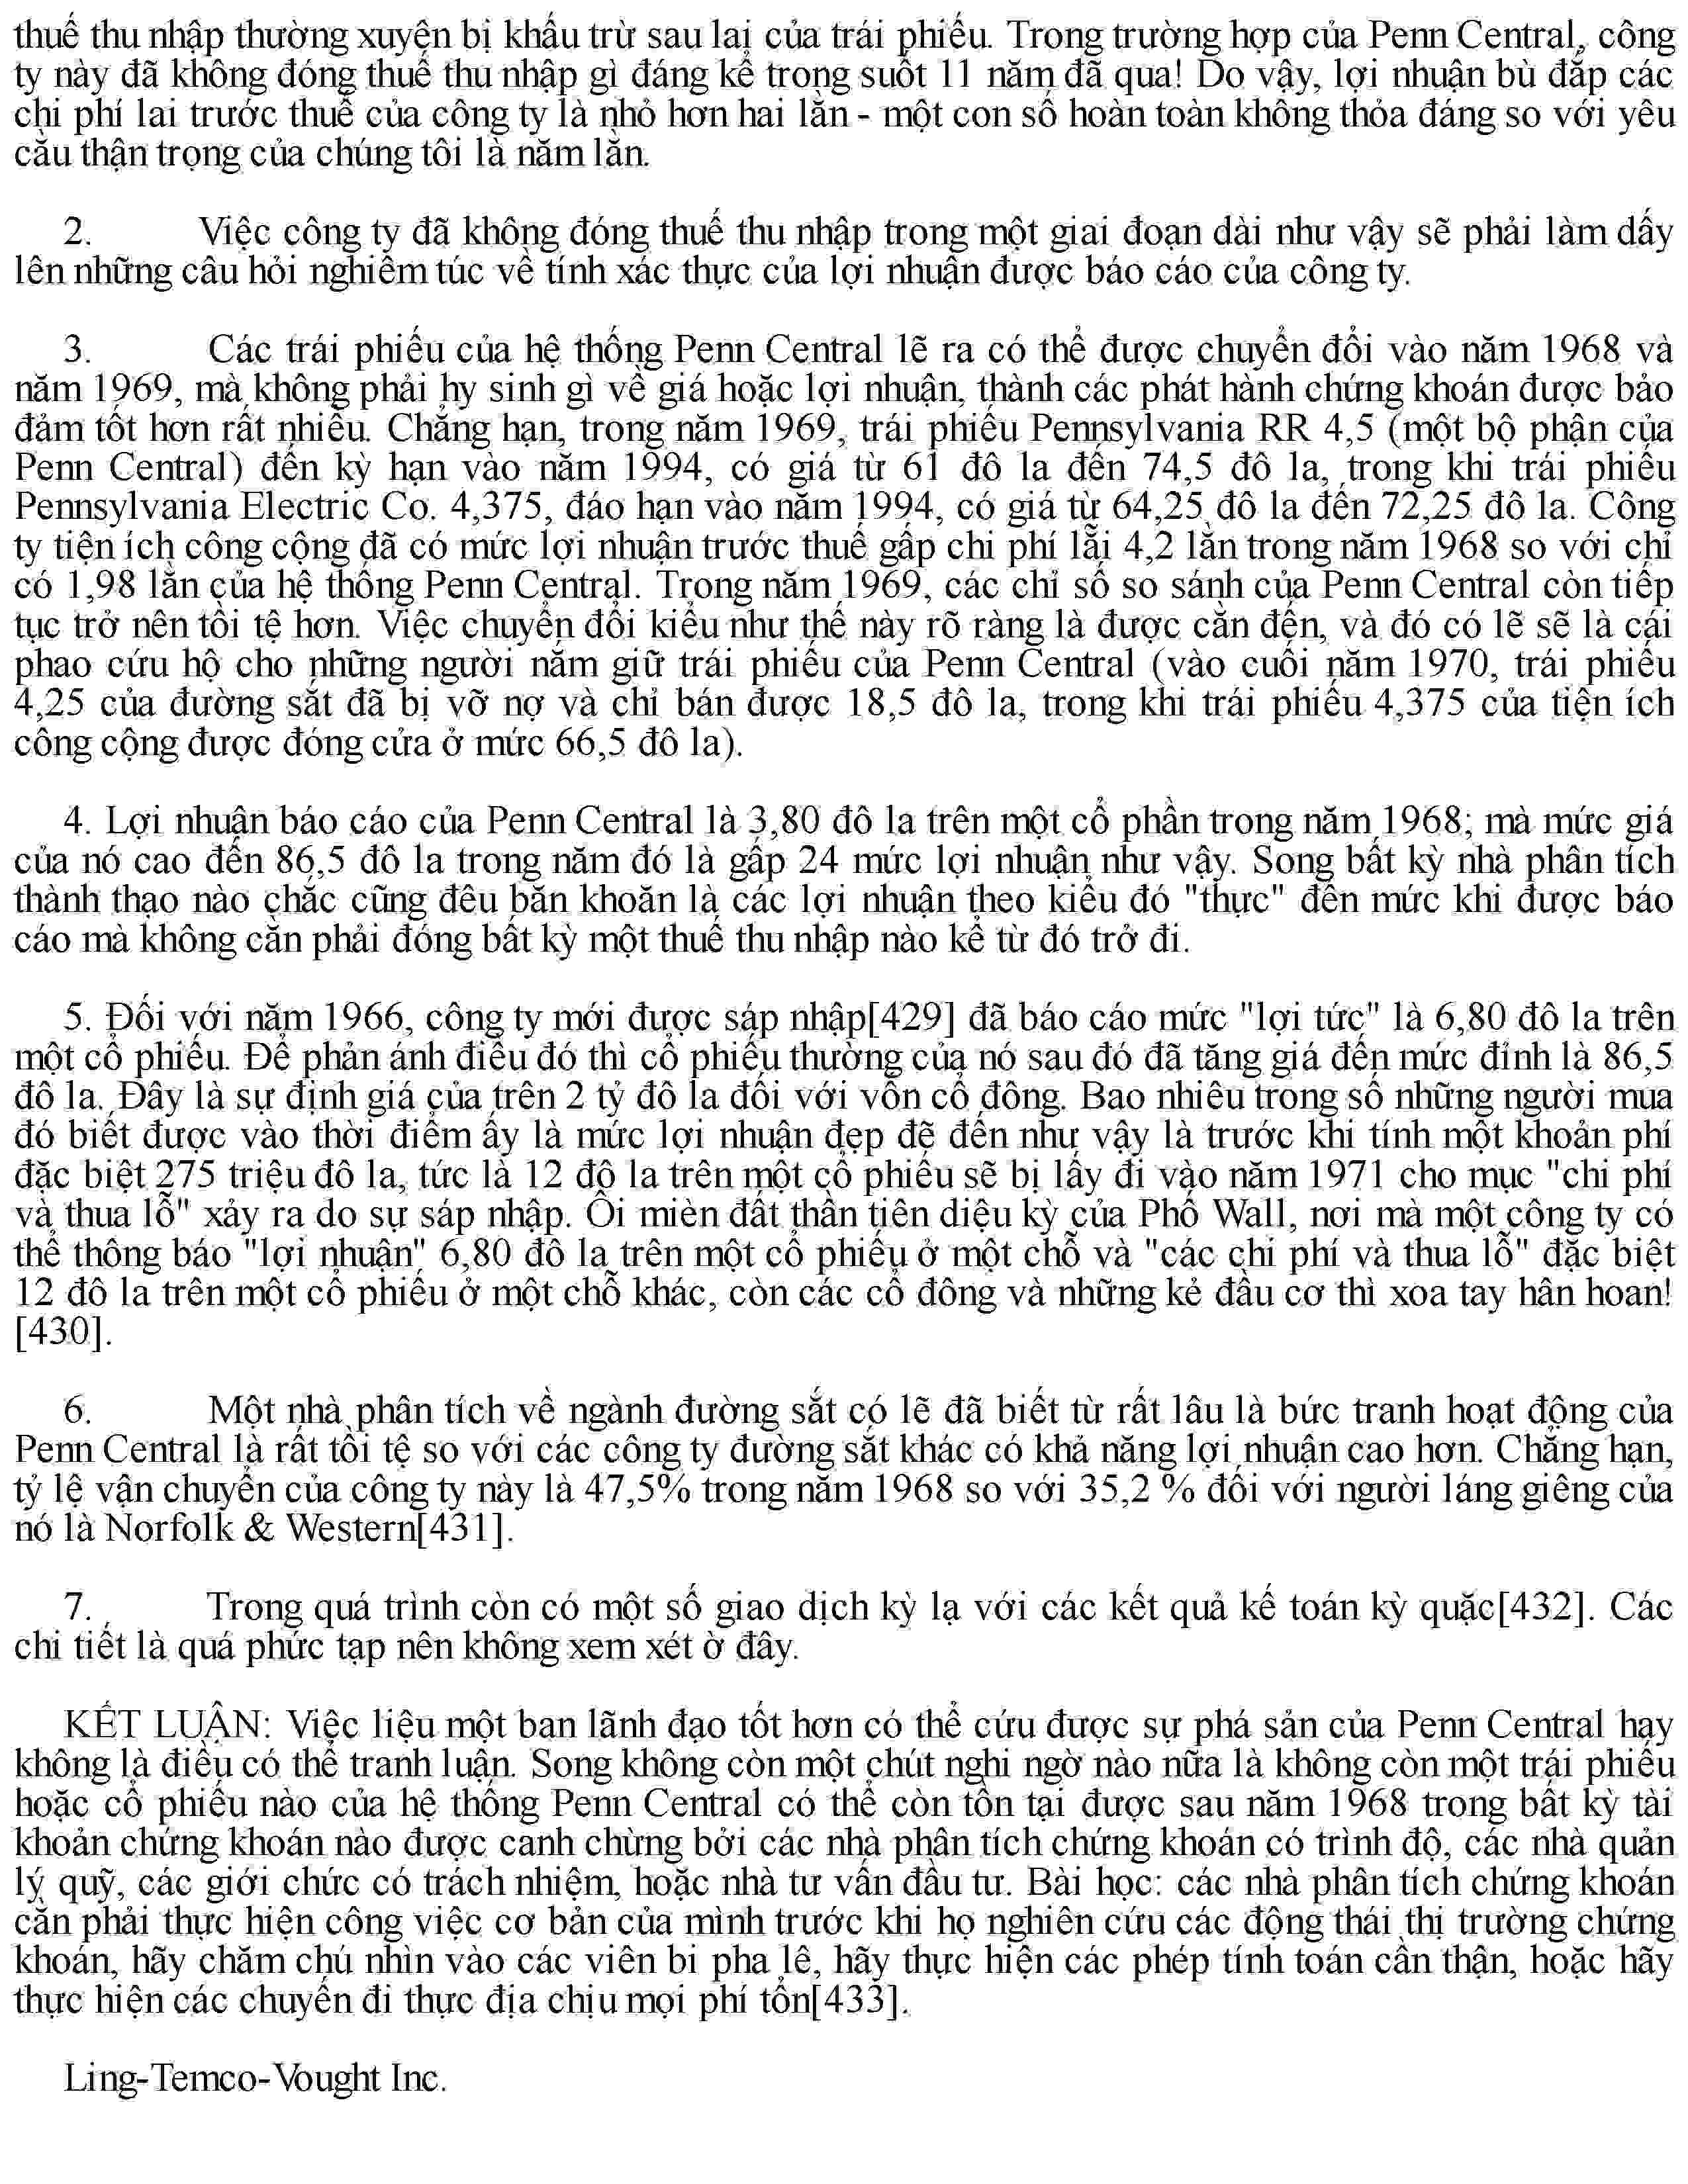 thuế thu nhập thường xuyên bị khấu trừ sau lai của trái phiếu. Trong trường hợp của Penn Central, công
ty này đã không đóng thuế thu nhập gì đáng kể trong suốt 11 năm đã qua! Do vậy, lợi nhuận bù đắp các
chi phí lai trước thuế của công ty là nhỏ hơn hai lần - một con số hoàn toàn không thỏa đáng so với yêu
cầu thận trọng của chúng tôi là năm lần.
2. Việc công ty đã không đóng thuế thu nhập trong một giai đoạn dài như vậy sẽ phải làm dấy
lên những câu hỏi nghiêm túc về tính xác thực của lợi nhuận được báo cáo của công ty.
3. Các trái phiếu của hệ thống Penn Central lẽ ra có thể được chuyển đổi vào năm 1968 và
năm 1969, mà không phải hy sinh gì về giá hoặc lợi nhuận, thành các phát hành chứng khoán được bảo
đảm tốt hơn rất nhiều. Chẳng hạn, trong năm 1969, trái phiếu Pennsylvania RR 4,5 (một bộ phận của
Penn Central) đến kỳ hạn vào năm 1994, có giá từ 61 đô la đến 74,5 đô la, trong khi trái phiếu
Pennsylvania Electric Co. 4,375, đáo hạn vào năm 1994, có giá từ 64,25 đô la đến 72,25 đô la. Công
ty tiện ích công cộng đã có mức lợi nhuận trước thuế gấp chi phí lãi 4,2 lần trong năm 1968 so với chỉ
có 1,98 lần của hệ thống Penn Central. Trong năm 1969, các chỉ số so sánh của Penn Central còn tiếp
tục trở nên tồi tệ hơn. Việc chuyển đổi kiểu như thế này rõ ràng là được cần đến, và đó có lẽ sẽ là cái
phao cứu hộ cho những người nắm giữ trái phiếu của Penn Central (vào cuối năm 1970, trái phiếu
4,25 của đường sắt đã bị vỡ nợ và chỉ bán được 18,5 đô la, trong khi trái phiếu 4,375 của tiện ích
công cộng được đóng cửa ở mức 66,5 đô la).
4. Lợi nhuận báo cáo của Penn Central là 3,80 đô la trên một cổ phần trong năm 1968; mà mức giá
của nó cao đến 86,5 đô la trong năm đó là gấp 24 mức lợi nhuận như vậy. Song bất kỳ nhà phân tích
thành thạo nào chắc cũng đều băn khoăn là các lợi nhuận theo kiểu đó "thực" đến mức khi được báo
cáo mà không cần phải đóng bất kỳ một thuế thu nhập nào kể từ đó trở đi.
5. Đối với năm 1966, công ty mới được sáp nhập[429] đã báo cáo mức "lợi tức" là 6,80 đô la trên
một cổ phiếu. Để phản ánh điều đó thì cổ phiếu thường của nó sau đó đã tăng giá đến mức đỉnh là 86,5
đô la. Đây là sự định giá của trên 2 tỷ đô la đối với vốn cổ đông. Bao nhiêu trong số những người mua
đó biết được vào thời điểm ấy là mức lợi nhuận đẹp đẽ đến như vậy là trước khi tính một khoản phí
đặc biệt 275 triệu đô la, tức là 12 đô la trên một cổ phiếu sẽ bị lấy đi vào năm 1971 cho mục "chi phí
và thua lỗ" xảy ra do sự sáp nhập. Ôi miền đất thần tiên diệu kỳ của Phố Wall, nơi mà một công ty có
thể thông báo "lợi nhuận" 6,80 đô la trên một cổ phiếu ở một chỗ và "các chi phí và thua lỗ" đặc biệt
12 đô la trên một cổ phiếu ở một chỗ khác, còn các cổ đông và những kẻ đầu cơ thì xoa tay hân hoan!
[430].
6. Một nhà phân tích về ngành đường sắt có lẽ đã biết từ rất lâu là bức tranh hoạt động của
Penn Central là rất tồi tệ so với các công ty đường sắt khác có khả năng lợi nhuận cao hơn. Chẳng hạn,
tỷ lệ vận chuyển của công ty này là 47,5% trong năm 1968 so với 35,2 % đối với người láng giêng của
nó là Norfolk & Western[431].
7. Trong quá trình còn có một số giao dịch kỳ lạ với các kết quả kế toán kỳ quặc[432]. Các
chi tiết là quá phức tạp nên không xem xét ở đây.
KẾT LUẬN: Việc liệu một ban lãnh đạo tốt hơn có thể cứu được sự phá sản của Penn Central hay
không là điều có thể tranh luận. Song không còn một chút nghi ngờ nào nữa là không còn một trái phiếu
hoặc cổ phiếu nào của hệ thống Penn Central có thể còn tồn tại được sau năm 1968 trong bất kỳ tài
khoản chứng khoán nào được canh chừng bởi các nhà phân tích chứng khoán có trình độ, các nhà quản
lý quỹ, các giới chức có trách nhiệm, hoặc nhà tư vấn đầu tư. Bài học: các nhà phân tích chứng khoán
cần phải thực hiện công việc cơ bản của mình trước khi họ nghiên cứu các động thái thị trường chứng
khoán, hãy chăm chú nhìn vào các viên bi pha lê, hãy thực hiện các phép tính toán cẩn thận, hoặc hãy
thực hiện các chuyến đi thực địa chịu mọi phí tổn[433].
Ling-Temco-Vought Inc.